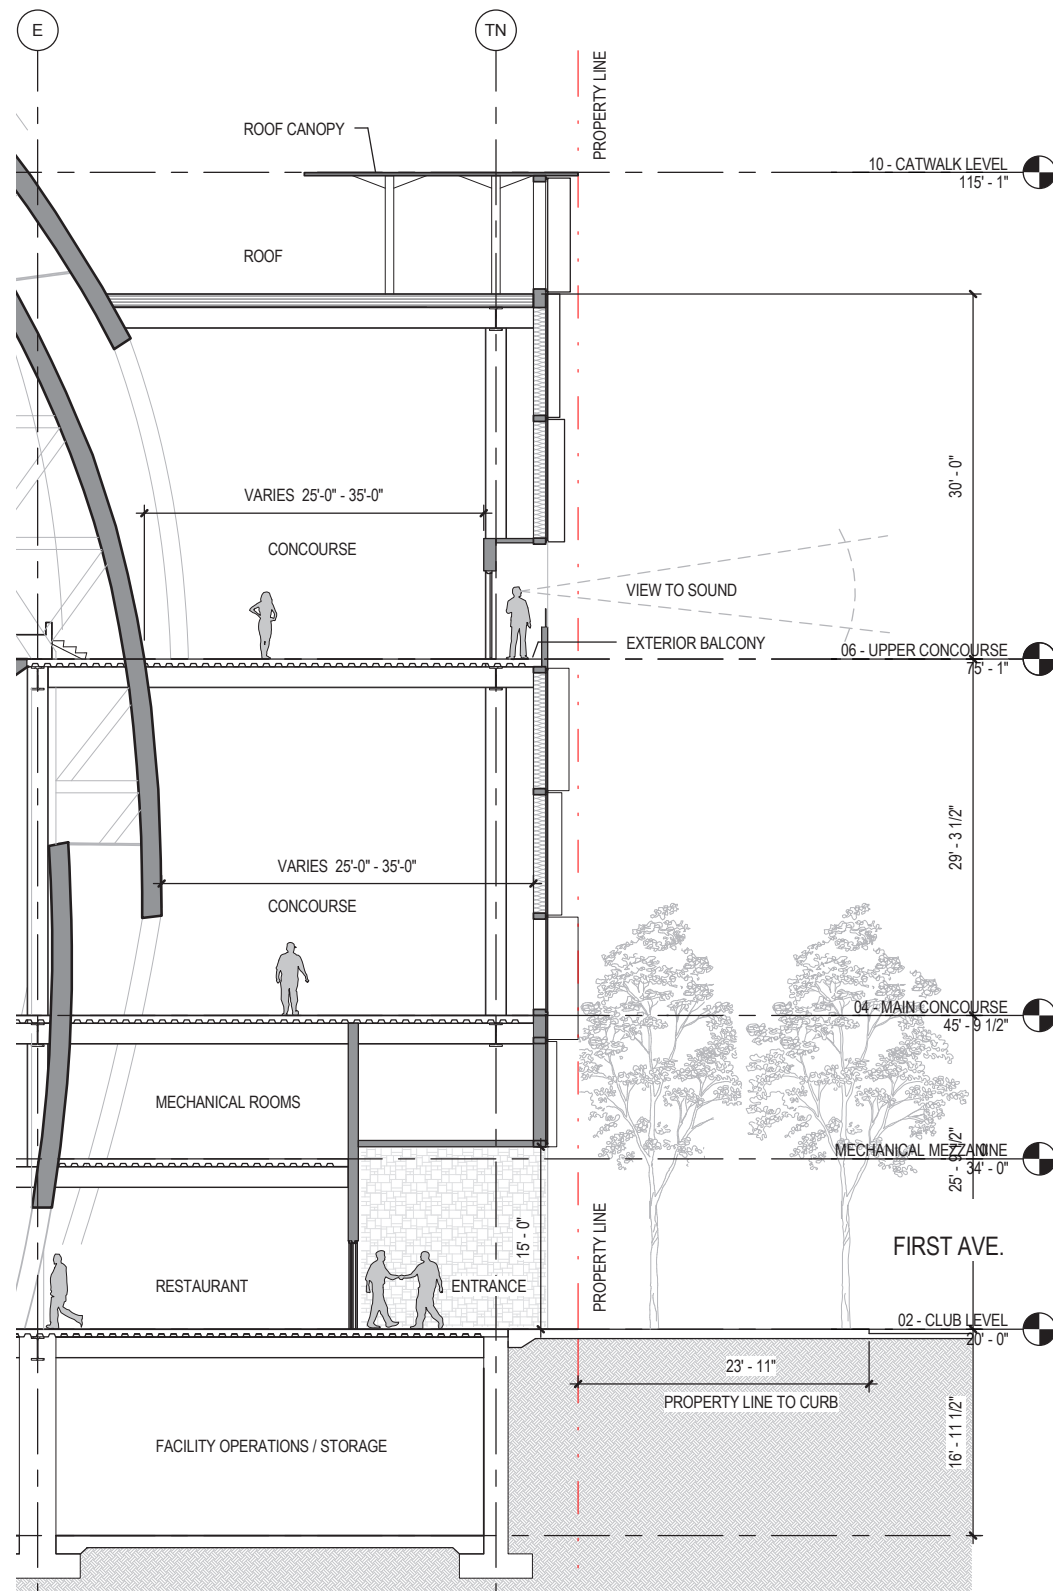 E
TN
PROPERTY LINE
ROOF CANOPY
10 - CATWALK LEVEL
115' - 1"
ROOF
30' - 0"
VARIES 25'-0" - 35'-0"
CONCOURSE
VIEW TO SOUND
EXTERIOR BALCONY
06 - UPPER CONCOURSE
75' - 1"
29' - 3 1/2"
VARIES 25'-0" - 35'-0"
CONCOURSE
04 - MAIN CONCOURSE
45' - 9 1/2"
MECHANICAL ROOMS
MECHANICAL MEZZANINE
34' - 0"
PROPERTY LINE
15' - 0"
FIRST AVE.
RESTAURANT
ENTRANCE
02 - CLUB LEVEL
20' - 0"
23' - 11"
PROPERTY LINE TO CURB
FACILITY OPERATIONS / STORAGE
16' - 11 1/2"